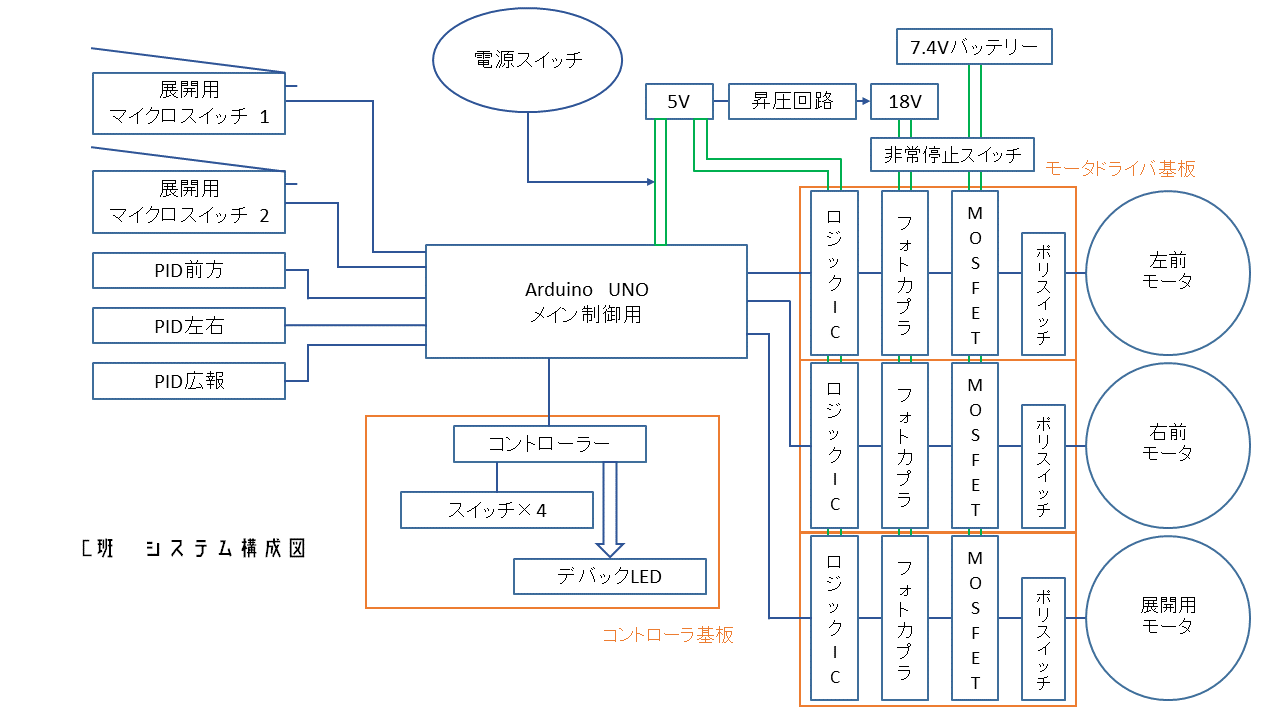 電源スイッチ
7.4Vバッテリー
展開用
マイクロスイッチ 1
5V
昇圧回路
18V
非常停止スイッチ
モータドライバ基板
展開用
マイクロスイッチ 2
PID前方
PID左右
PID広報
Arduino UNO
メイン制御用
ロジックIC
フォトカプラ
MOSFET
ポリスイッチ
左前
モータ
ロジックIC
フォトカプラ
MOSFET
ポリスイッチ
右前
モータ
ロジックIC
フォトカプラ
MOSFET
ポリスイッチ
展開用
モータ
コントローラー
スイッチ×4
デバックLED
コントローラ基板
C班 システム構成図